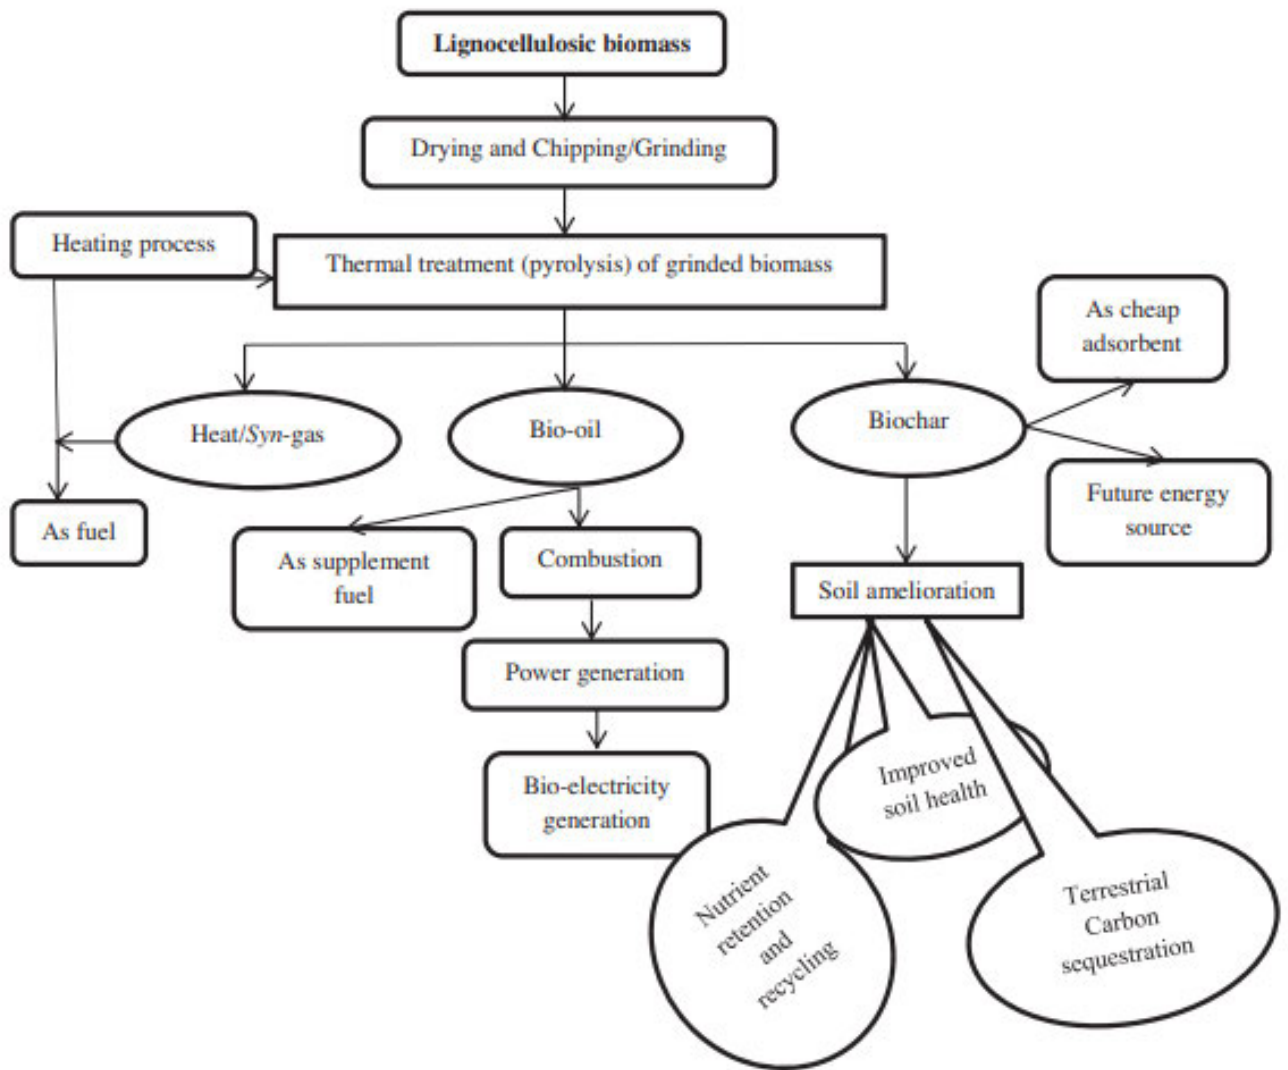 Lignocellulosic biomass
Drying and Chipping/Grinding
Heating process
Thermal treatment (pyrolysis) of grinded biomass
As cheap
adsorbent
Heat/Syn-gas
Bio-oil
Biochar
Future energy
source
As fuel
As supplement
fuel
Combustion
Soil amelioration
Power generation
Improved
soil health
Bio-electricity
generation
Nutrient
retention
and
recycling
Terrestrial
Carbon
sequestration